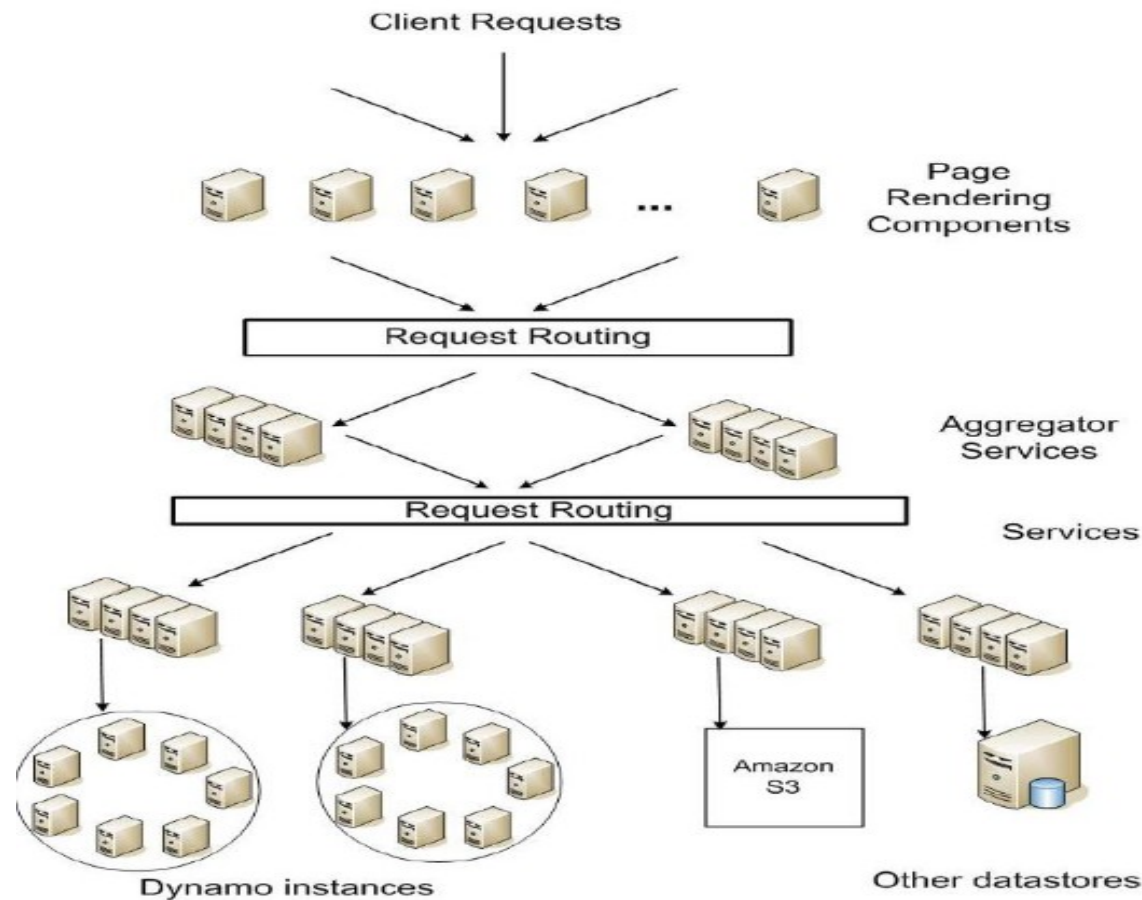 Client Requests
Page
Rendering
Components
...
Request Routing
Aggregator
Services
Request Routing
Services
Amazon
S3
Dynamo instances
Other datastores